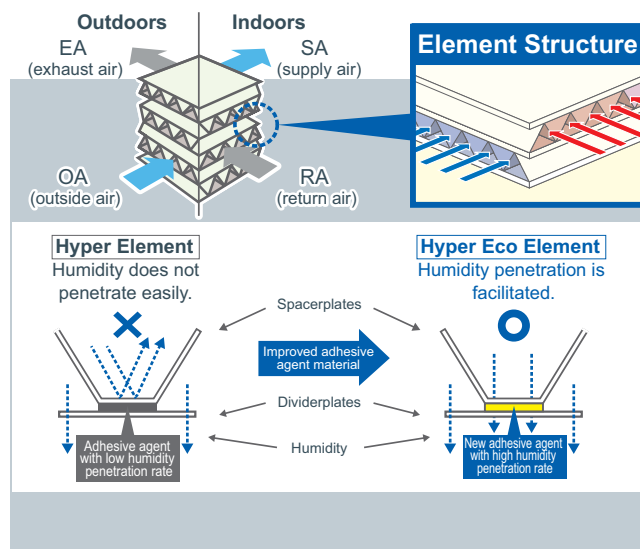 Outdoors
Indoors
EA
(exhaust air)
SA
(supply air)
Element Structure
OA
(outside air)
RA
(return air)
Hyper Element
Humidity does not
penetrate easily.
Hyper Eco Element
Humidity penetration is
facilitated.
Spacerplates
Improved adhesive
agent material
Dividerplates
Humidity
Adhesive agent
with low humidity
penetration rate
New adhesive agent
with high humidity
penetration rate